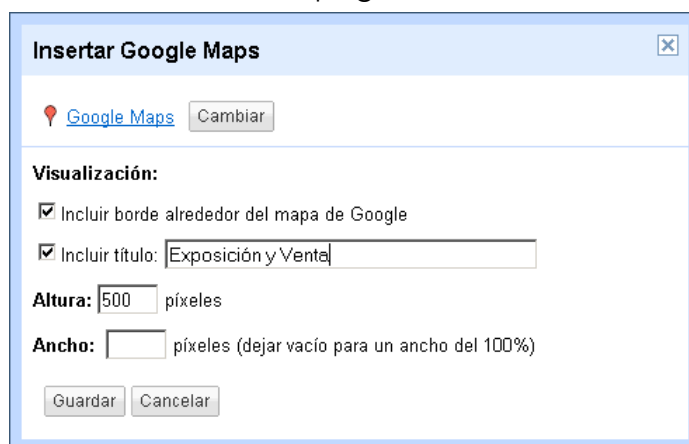 Insertar Google Maps
Google Maps Cambiar
Visualización:
Incluir borde alrededor del mapa de Google
Incluir título: Exposición y Venta
Altura: 500 píxeles
Ancho: píxeles (dejar vacío para un ancho del 100%)
Guardar Cancelar